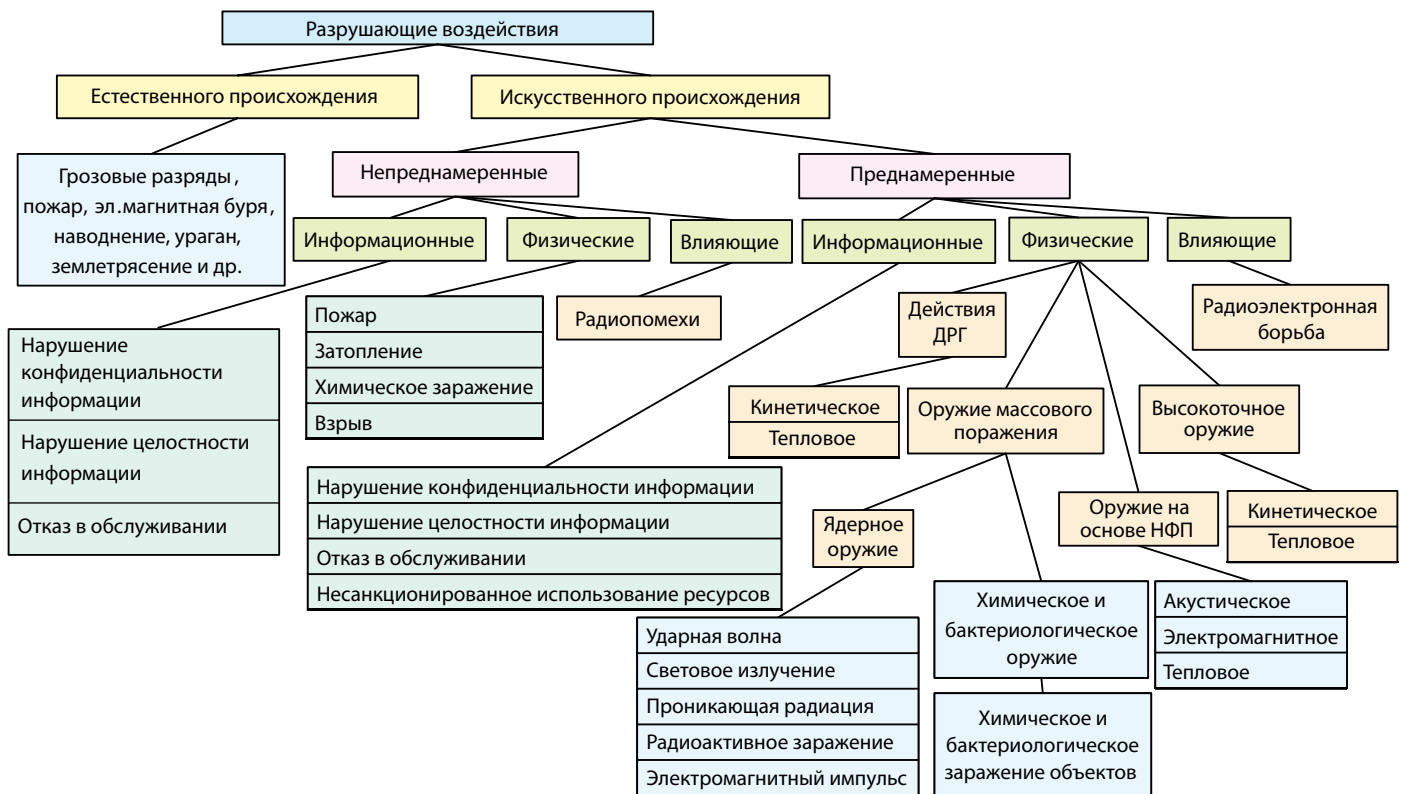 Разрушающие воздействия
Естественного происхождения
Искусственного происхождения
Грозовые разряды,
пожар, эл.магнитная буря,
наводнение, ураган,
землетрясение и др.
Непреднамеренные
Преднамеренные
Информационные
Физические
Влияющие
Информационные
Физические
Влияющие
Нарушение
конфиденциальности
информации
Нарушение целостности
информации
Отказ в обслуживании
Пожар
Затопление
Химическое заражение
Взрыв
Радиопомехи
Действия
ДРГ
Радиоэлектронная
борьба
Кинетическое
Тепловое
Оружие массового
поражения
Высокоточное
оружие
Нарушение конфиденциальности информации
Нарушение целостности информации
Отказ в обслуживании
Несанкционированное использование ресурсов
Ядерное
оружие
Оружие на
основе НФП
Кинетическое
Тепловое
Ударная волна
Световое излучение
Проникающая радиация
Радиоактивное заражение
Электромагнитный импульс
Химическое и
бактериологическое
оружие
Химическое и
бактериологическое
заражение объектов
Акустическое
Электромагнитное
Тепловое